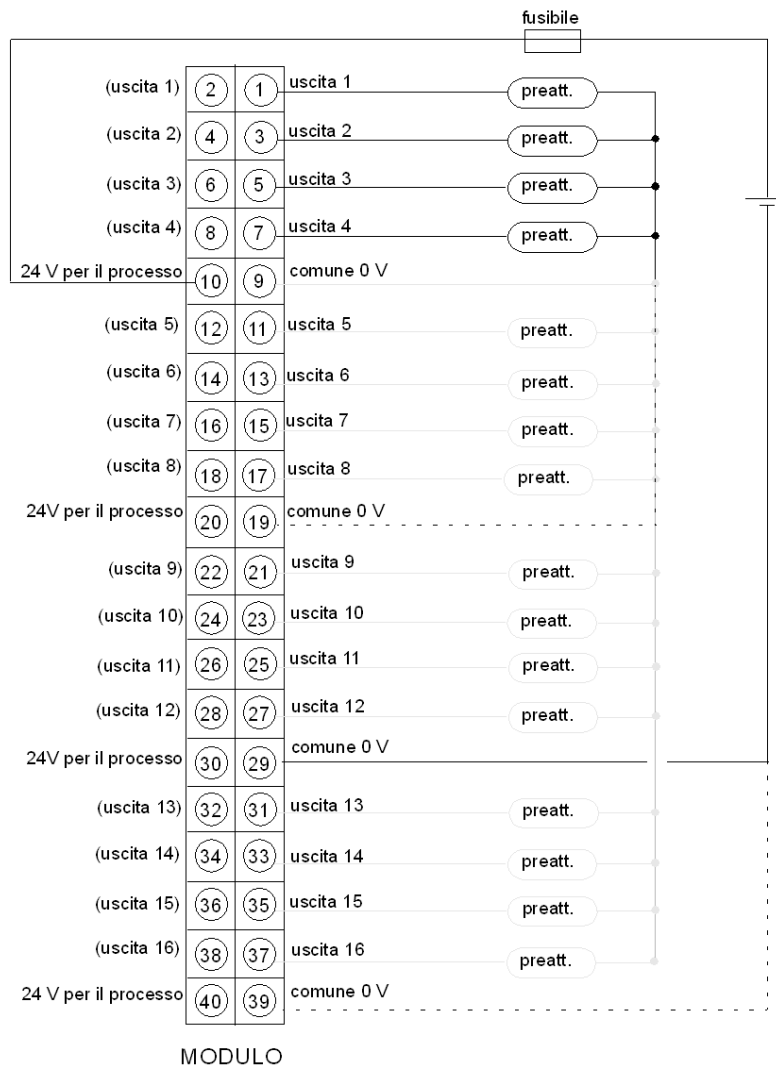 fusibile
(uscita 1) 2 1 uscita 1 preatt.
(uscita 2) 4 3 uscita 2 preatt.
(uscita 3) 6 5 uscita 3 preatt.
(uscita 4) 8 7 uscita 4 preatt.
24 V per il processo 10 9 comune 0 V
(uscita 5) 12 11 uscita 5 preatt.
(uscita 6) 14 13 uscita 6 preatt.
(uscita 7) 16 15 uscita 7 preatt.
(uscita 8) 18 17 uscita 8 preatt.
24V per il processo 20 19 comune 0 V
(uscita 9) 22 21 uscita 9 preatt.
(uscita 10) 24 23 uscita 10 preatt.
(uscita 11) 26 25 uscita 11 preatt.
(uscita 12) 28 27 uscita 12 preatt.
24V per il processo 30 29 comune 0 V
(uscita 13) 32 31 uscita 13 preatt.
(uscita 14) 34 33 uscita 14 preatt.
(uscita 15) 36 35 uscita 15 preatt.
(uscita 16) 38 37 uscita 16 preatt.
24 V per il processo 40 39 comune 0 V
MODULO